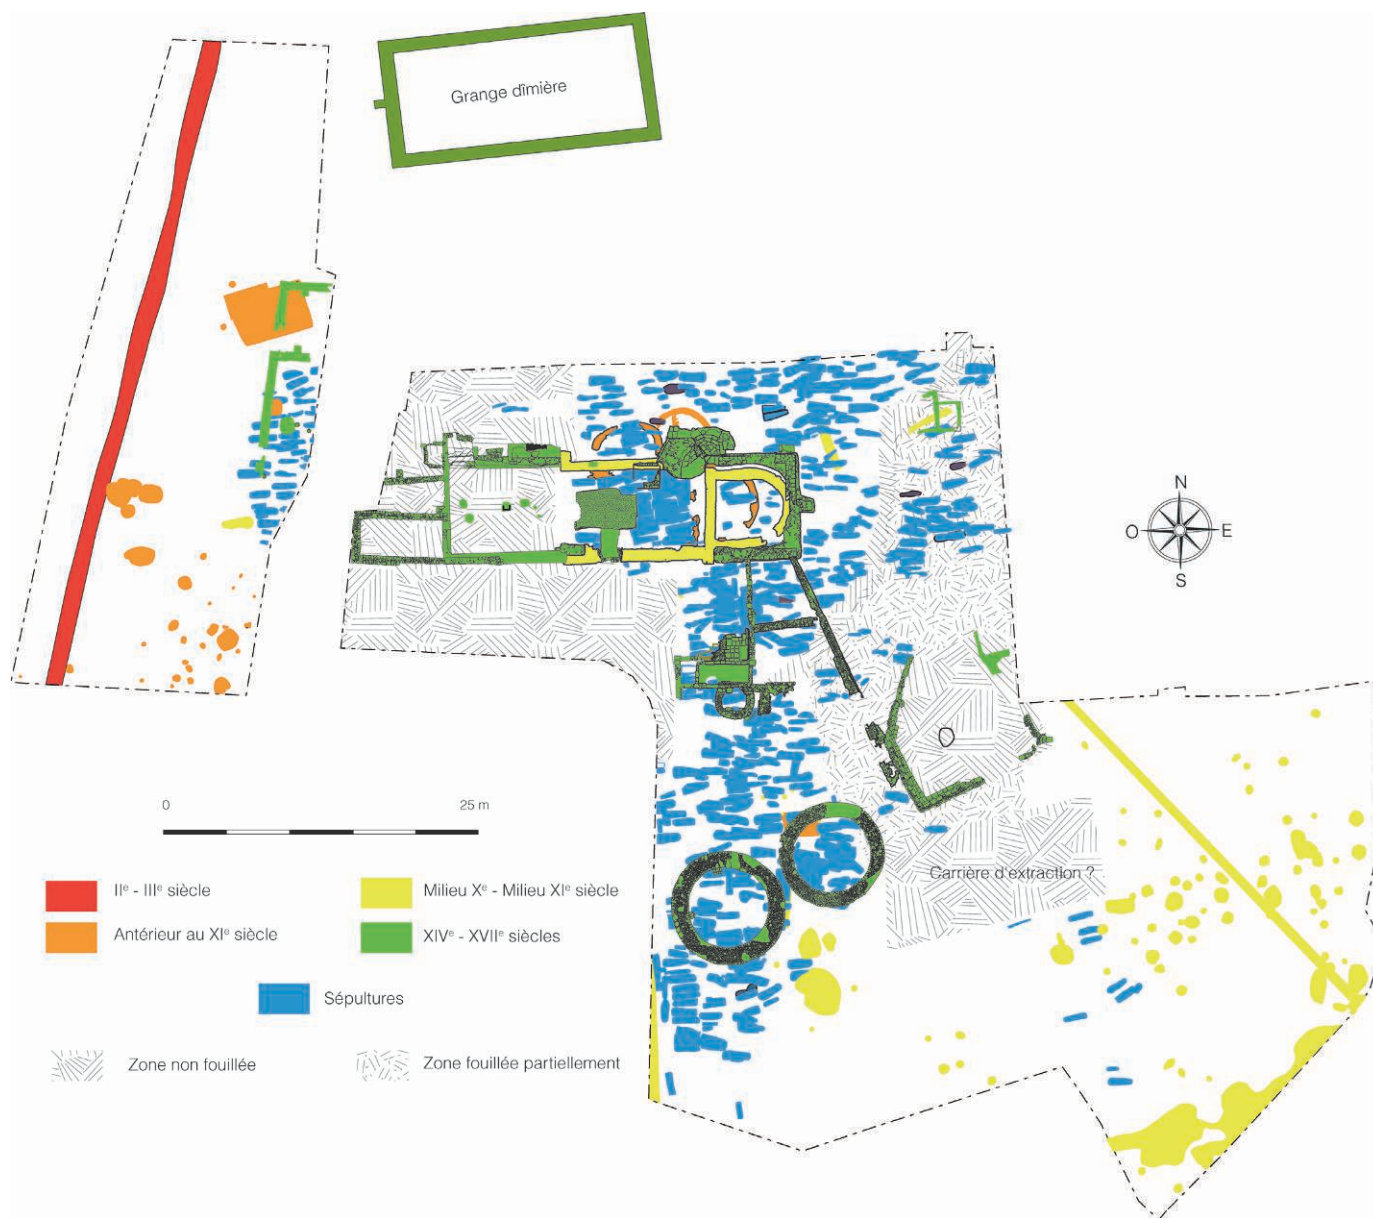 Grange dîmière
N
O
E
S
0
25 m
Carrière d'extraction ?
IIe - IIIe siècle
Milieu Xe - Milieu XIe siècle
Antérieur au XIe siècle
XIVe - XVIIe siècles
Sépultures
Zone non fouillée
Zone fouillée partiellement